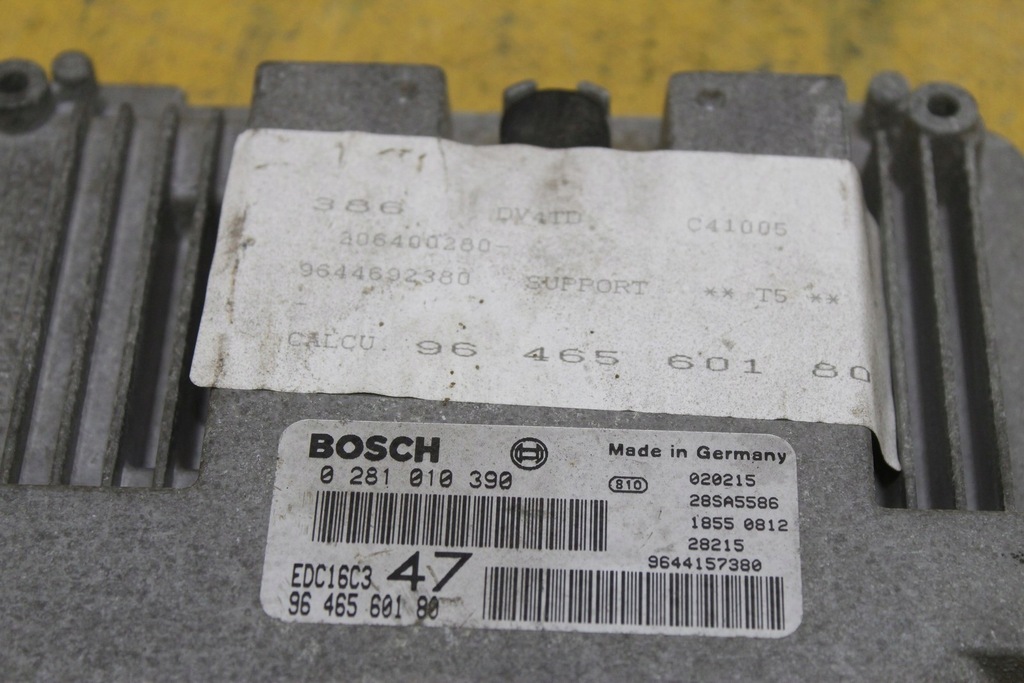 386 DV4TD C41005
206400280-
9644692380 SUPPORT ** T5 **
-
CALCU. 96 465 601 80
BOSCH Made in Germany
0 281 010 390 810 020215
28SA5586
1855 0812
28215
9644157380
EDC16C3 47
96 465 601 80